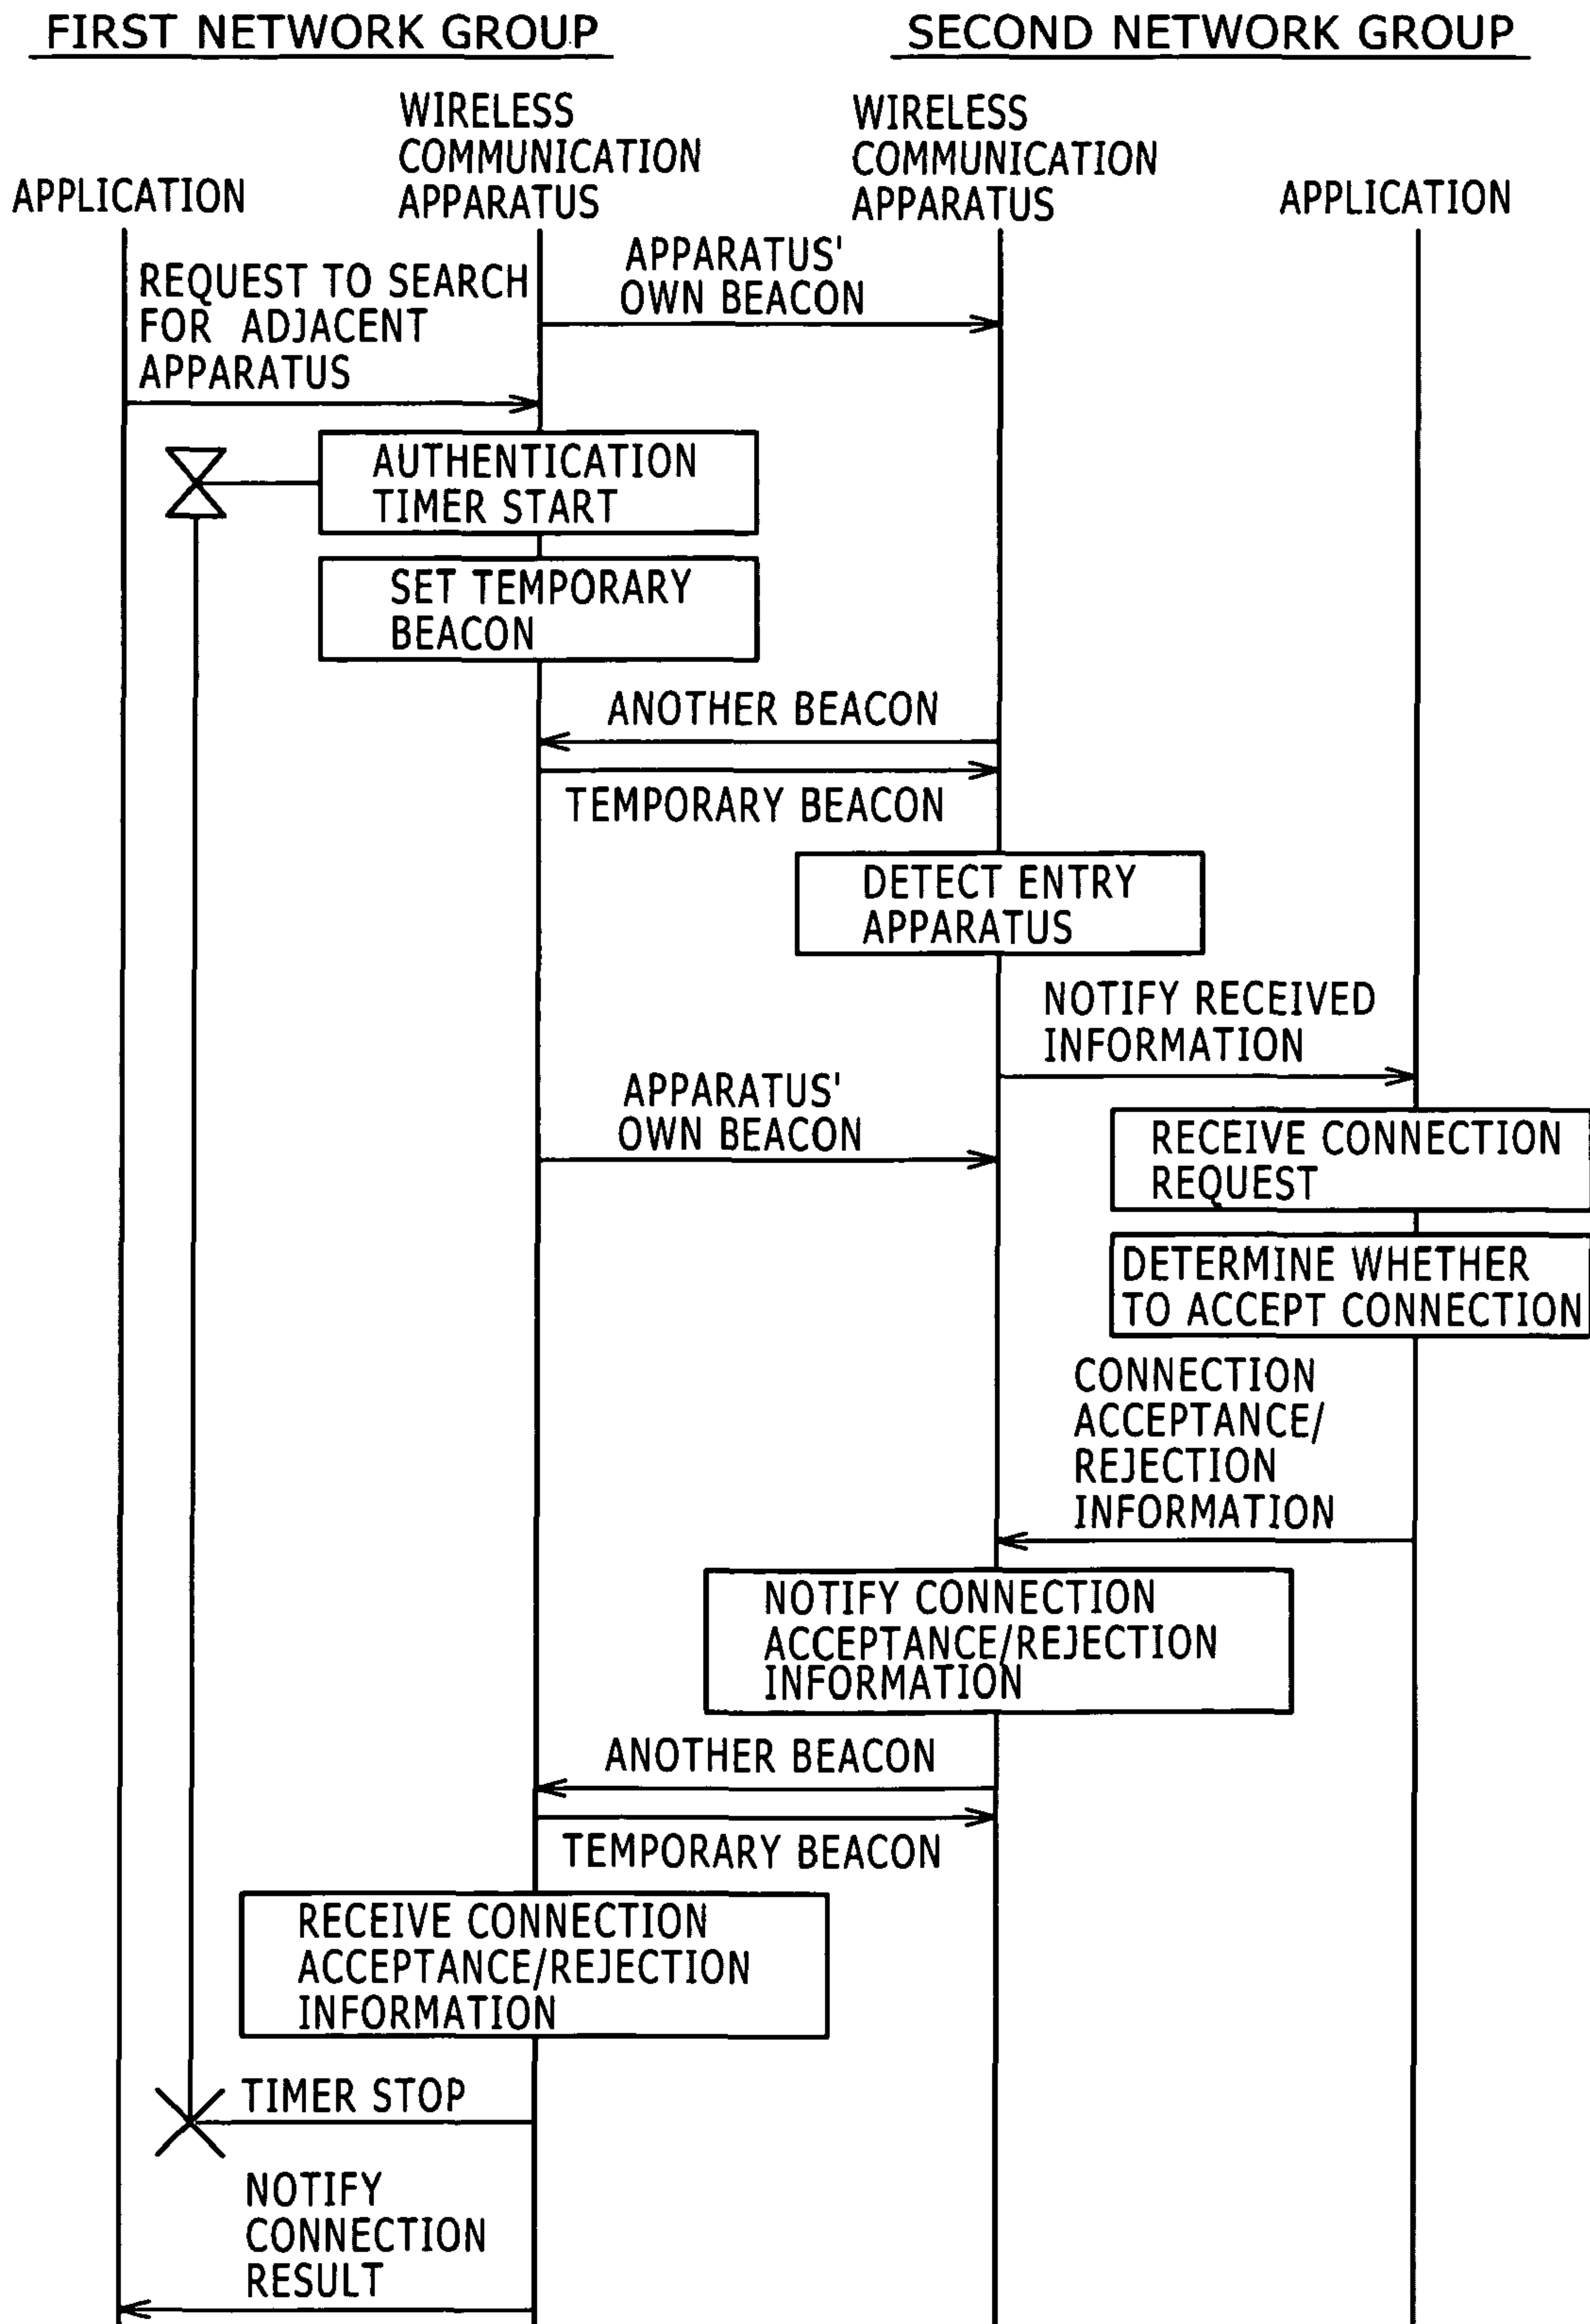 FIRST NETWORK GROUP
SECOND NETWORK GROUP
APPLICATION
WIRELESS
COMMUNICATION
APPARATUS
WIRELESS
COMMUNICATION
APPARATUS
APPLICATION
APPARATUS'
OWN BEACON
REQUEST TO SEARCH
FOR ADJACENT
APPARATUS
AUTHENTICATION
TIMER START
SET TEMPORARY
BEACON
ANOTHER BEACON
TEMPORARY BEACON
DETECT ENTRY
APPARATUS
NOTIFY RECEIVED
INFORMATION
APPARATUS'
OWN BEACON
RECEIVE CONNECTION
REQUEST
DETERMINE WHETHER
TO ACCEPT CONNECTION
CONNECTION
ACCEPTANCE/
REJECTION
INFORMATION
NOTIFY CONNECTION
ACCEPTANCE/REJECTION
INFORMATION
ANOTHER BEACON
TEMPORARY BEACON
RECEIVE CONNECTION
ACCEPTANCE/REJECTION
INFORMATION
TIMER STOP
NOTIFY
CONNECTION
RESULT